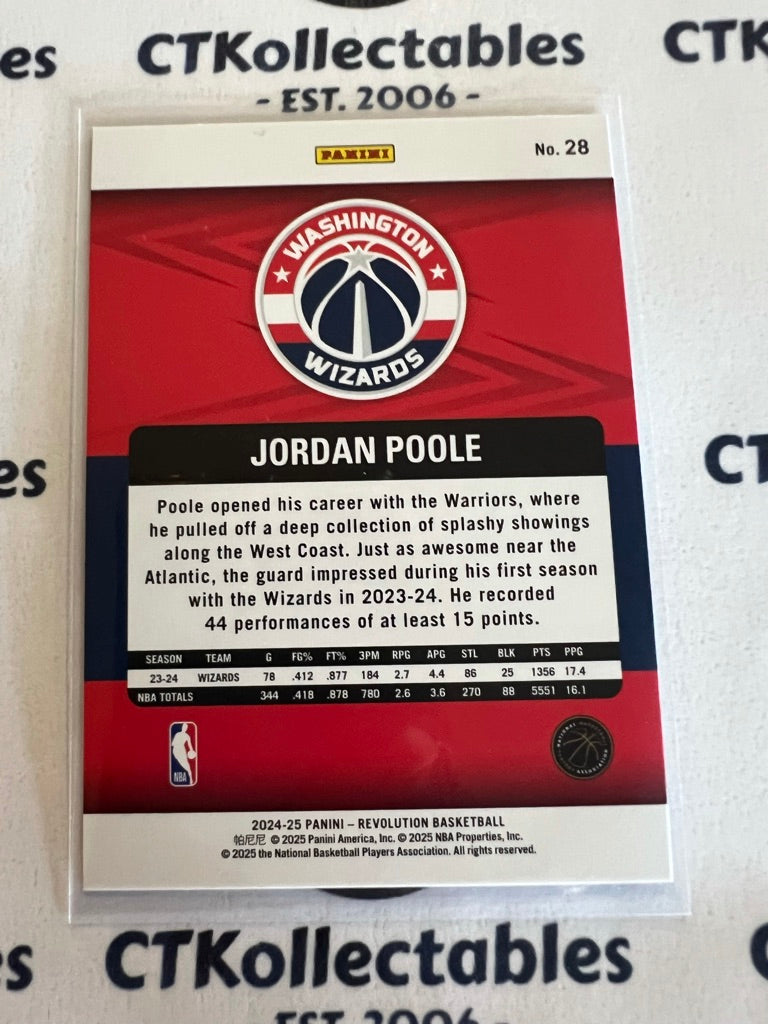 es CTKollectables CTK
- EST. 2006 -
PANINI
No. 28
WASHINGTON
WIZARDS
es
CT
JORDAN POOLE
Poole opened his career with the Warriors, where
he pulled off a deep collection of splashy showings
along the West Coast. Just as awesome near the
Atlantic, the guard impressed during his first season
with the Wizards in 2023-24. He recorded
44 performances of at least 15 points.
SEASON TEAM G FG% FT% 3PM RPG APG STL BLK PTS PPG
23-24 WIZARDS 78 .412 .877 184 2.7 4.4 86 25 1356 17.4
NBA TOTALS 344 .418 .878 780 2.6 3.6 270 88 5551 16.1
NBA
2024-25 PANINI – REVOLUTION BASKETBALL
帕尼尼 © 2025 Panini America, Inc. © 2025 NBA Properties, Inc.
© 2025 the National Basketball Players Association. All rights reserved.
es CTKollectables
EST. 2006 -